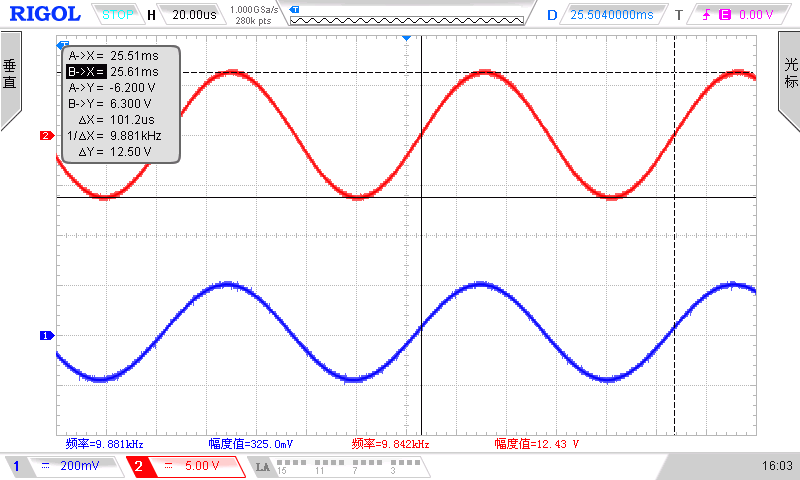 RIGOL STOP H 20.00us 1.000GSa/s 280k pts T D 25.5040000ms T E 0.00 V
垂直
光标
T
A->X = 25.51ms
B->X = 25.61ms
A->Y = -6.200 V
B->Y = 6.300 V
ΔX = 101.2us
1/ΔX = 9.881kHz
ΔY = 12.50 V
2
1
频率=9.881kHz 幅度值=325.0mV 频率=9.842kHz 幅度值=12.43 V
1 200mV 2 5.00 V LA 15 11 7 3 16:03